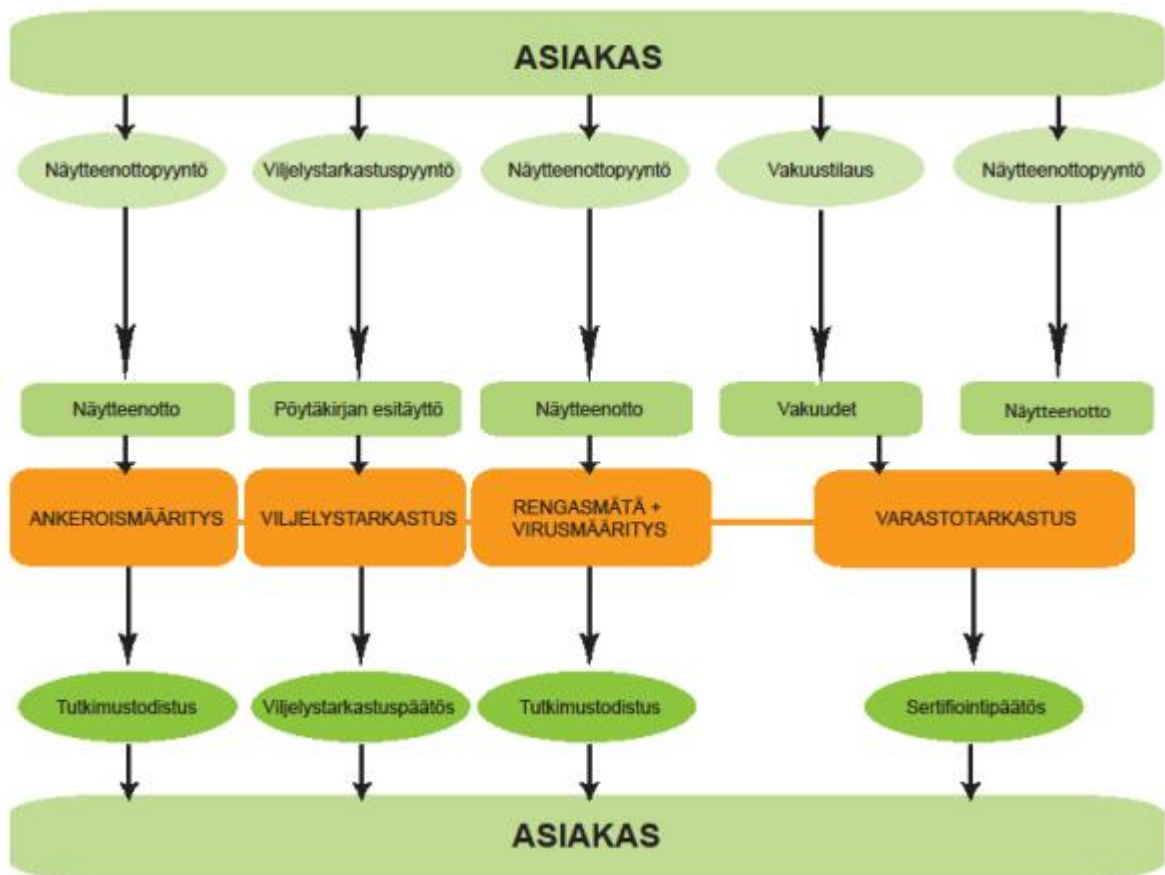 ASIAKAS
Näytteenottopyyntö
Viljelystarkastuspyyntö
Näytteenottopyyntö
Vakuustilaus
Näytteenottopyyntö
Näytteenotto
Pöytäkirjan esitäyttö
Näytteenotto
Vakuudet
Näytteenotto
ANKEROISMÄÄRITYS
VILJELYSTARKASTUS
RENGASMÄTÄ +
VIRUSMÄÄRITYS
VARASTOTARKASTUS
Tutkimustodistus
Viljelystarkastuspäätös
Tutkimustodistus
Sertifiointipäätös
ASIAKAS